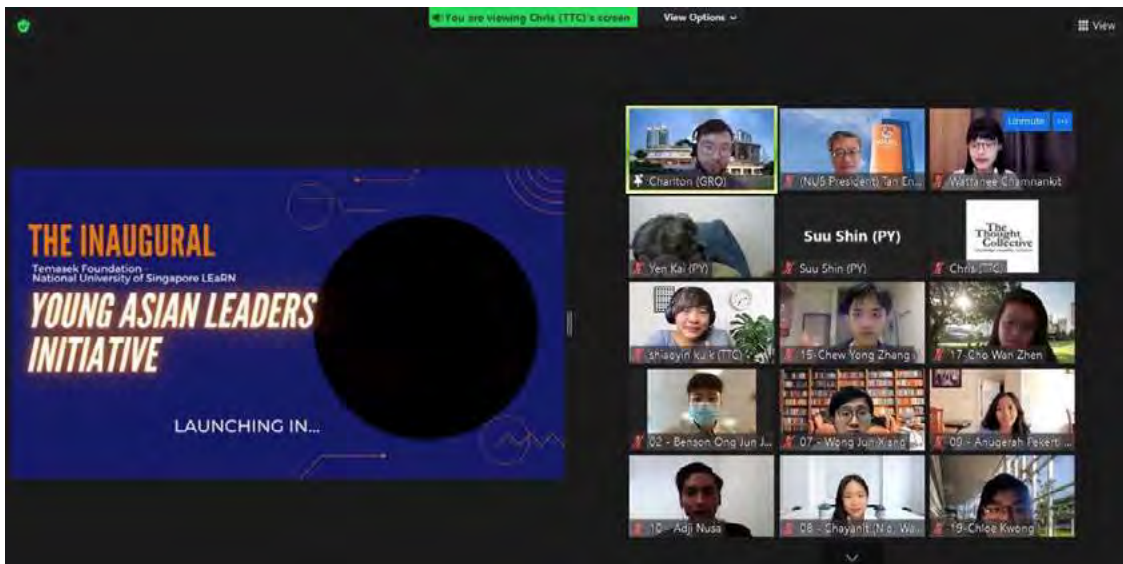 You are viewing Chris (TTC)'s screen
View Options
View
THE INAUGURAL
Temasek Foundation -
National University of Singapore LEaRN
YOUNG ASIAN LEADERS
INITIATIVE
LAUNCHING IN...
Charlton (GRO)
(NUS President) Tan En...
Unmute
Wattanee Chamnankit
Yen Kai (PY)
Suu Shin (PY)
Suu Shin (PY)
The
Thought
Collective
Chris (TTC)
shiaoyin kuik (TTC)
15-Chew Yong Zhang
17-Cho Wan Zhen
02 - Benson Ong Jun J...
07 - Wong Jun Xiang
09 - Anugerah Pekerti ...
10 - Adji Nusa
08 - Chayanit (N'o, Wa...
19-Chloe Kwong